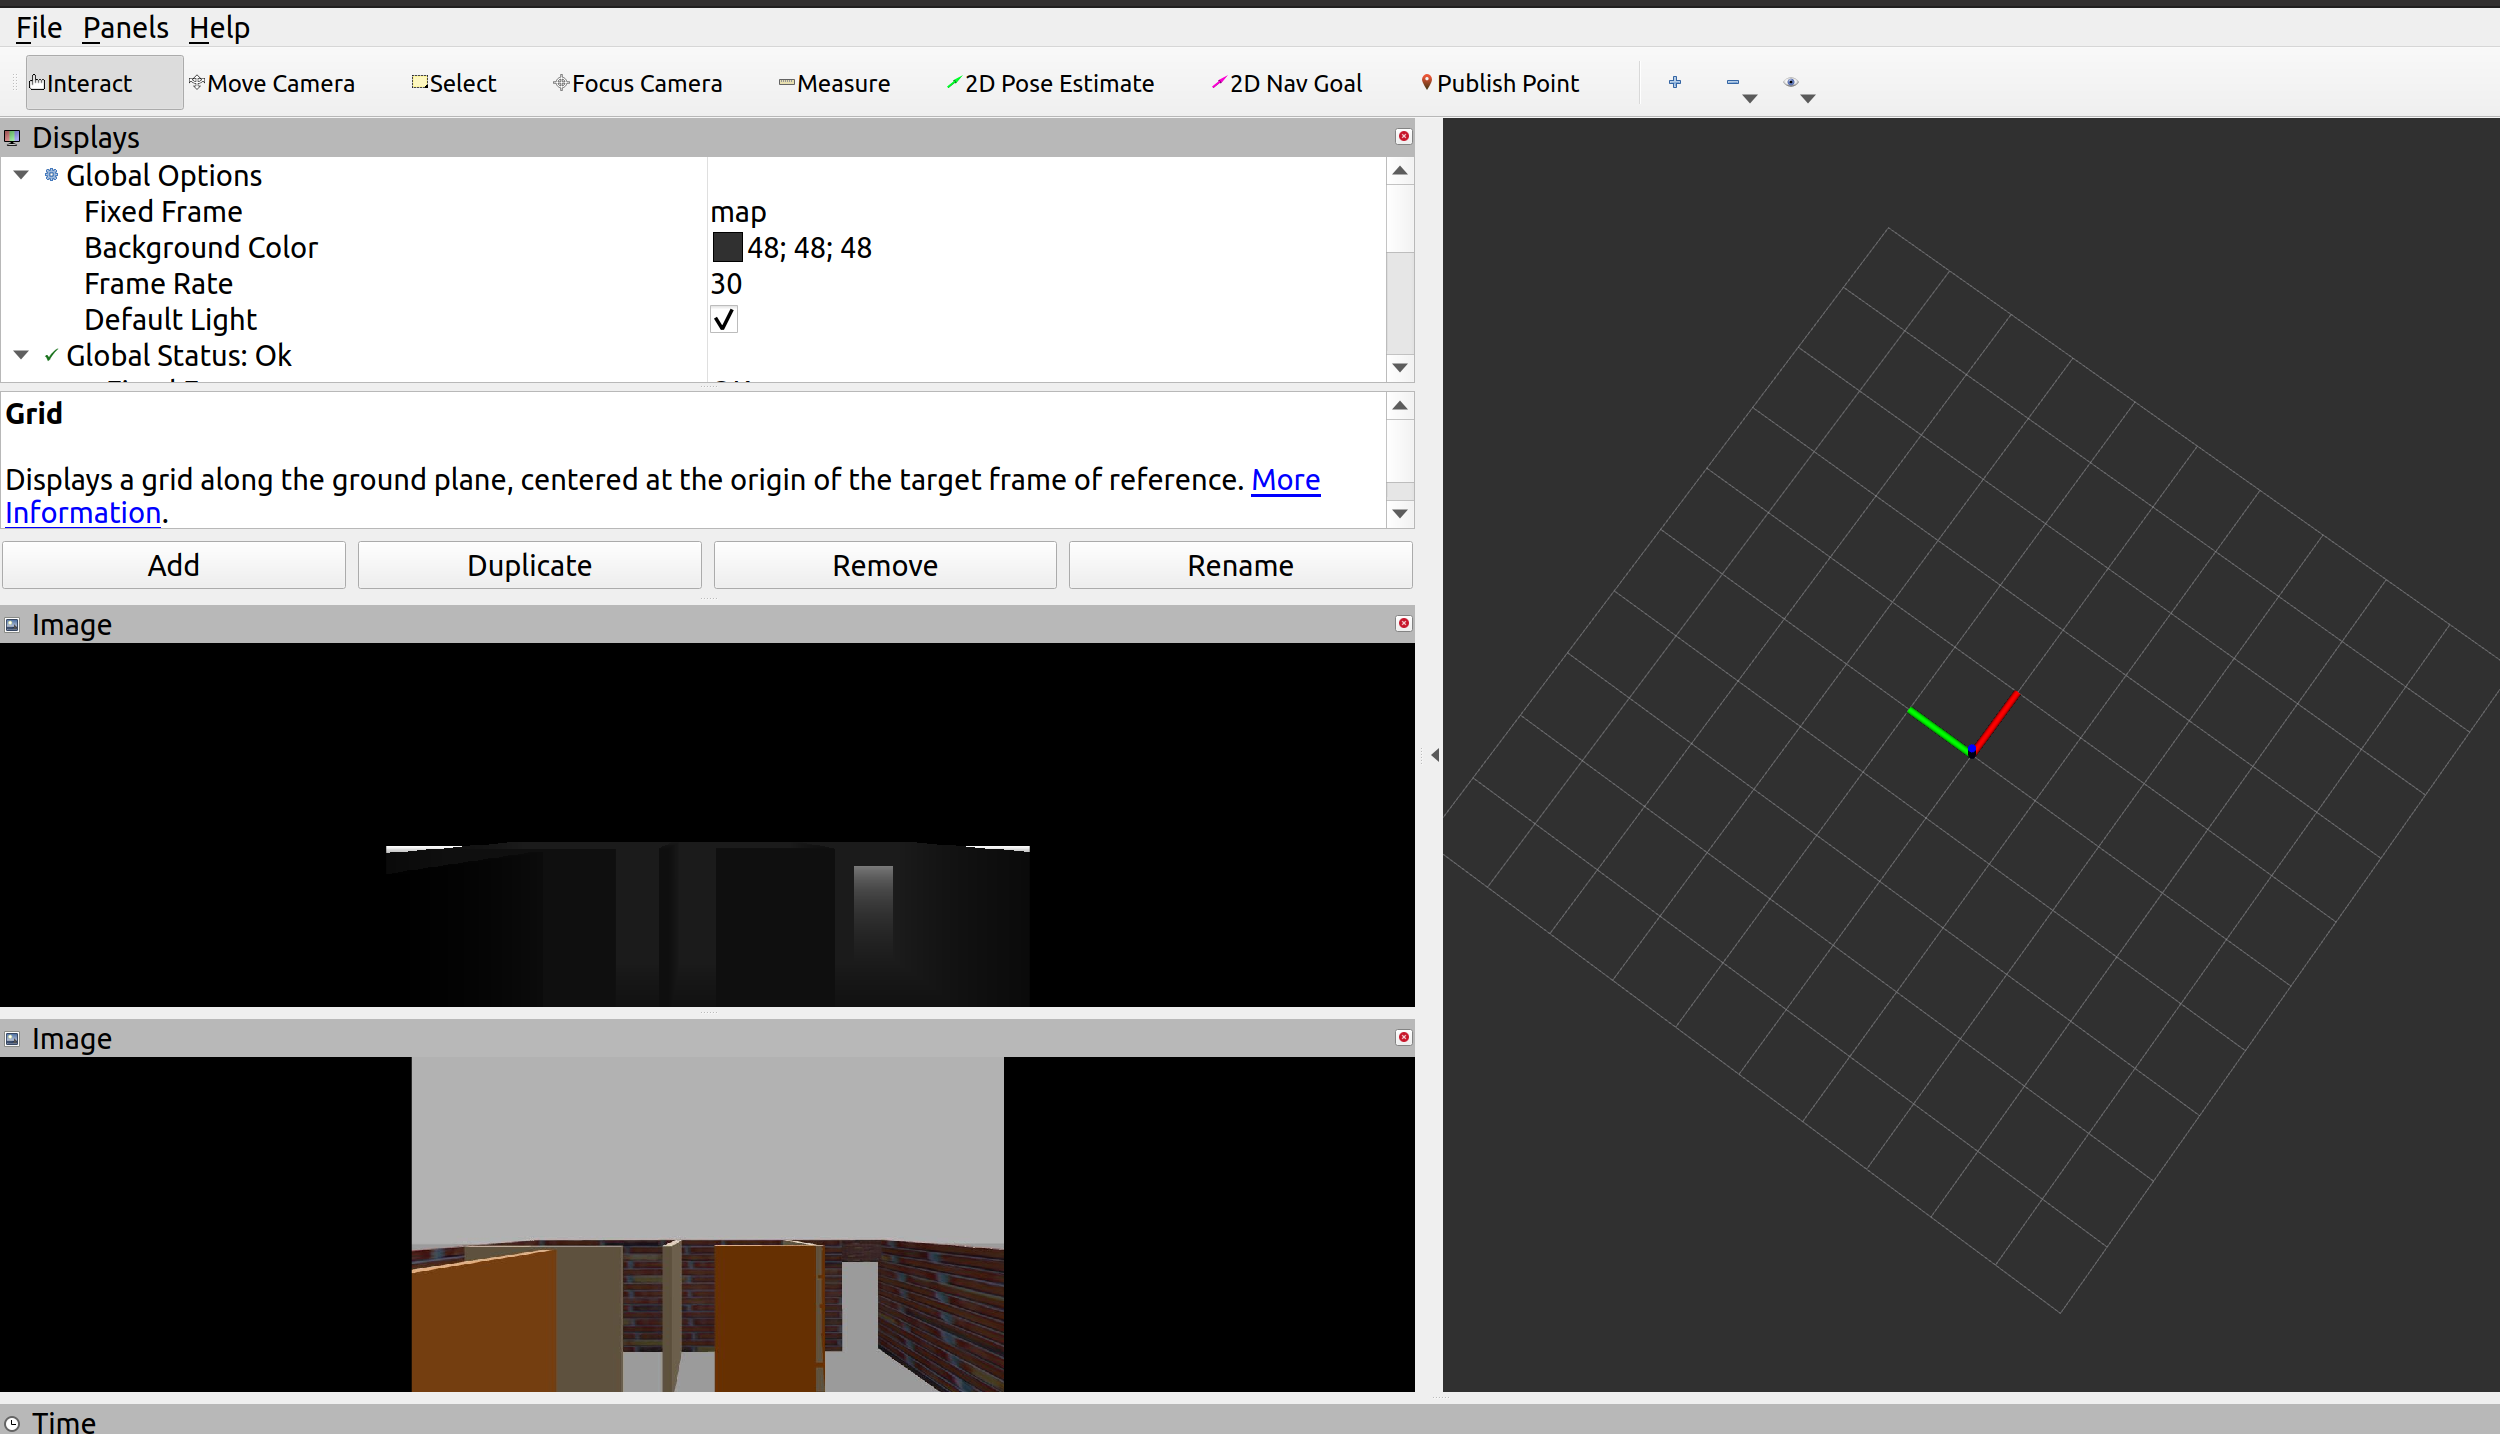 File Panels Help
Interact Move Camera Select Focus Camera Measure 2D Pose Estimate 2D Nav Goal Publish Point
Displays
Global Options
Fixed Frame map
Background Color 48; 48; 48
Frame Rate 30
Default Light
Global Status: Ok
Grid
Displays a grid along the ground plane, centered at the origin of the target frame of reference. More
Information.
Add Duplicate Remove Rename
Image
Image
Time